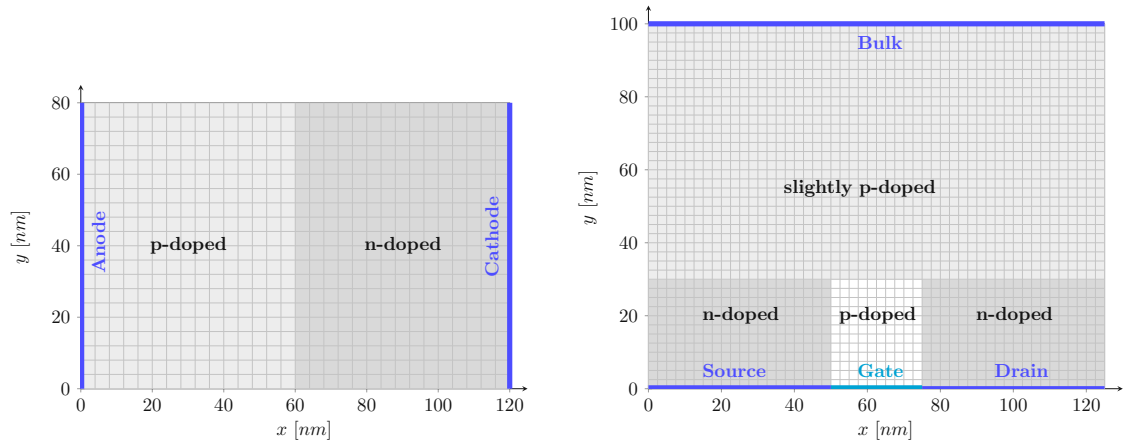 80
60
40
20
0
y [nm]
Anode
p-doped
n-doped
Cathode
0 20 40 60 80 100 120
x [nm]
100
80
60
40
20
0
y [nm]
Bulk
slightly p-doped
n-doped p-doped n-doped
Source Gate Drain
0 20 40 60 80 100 120
x [nm]